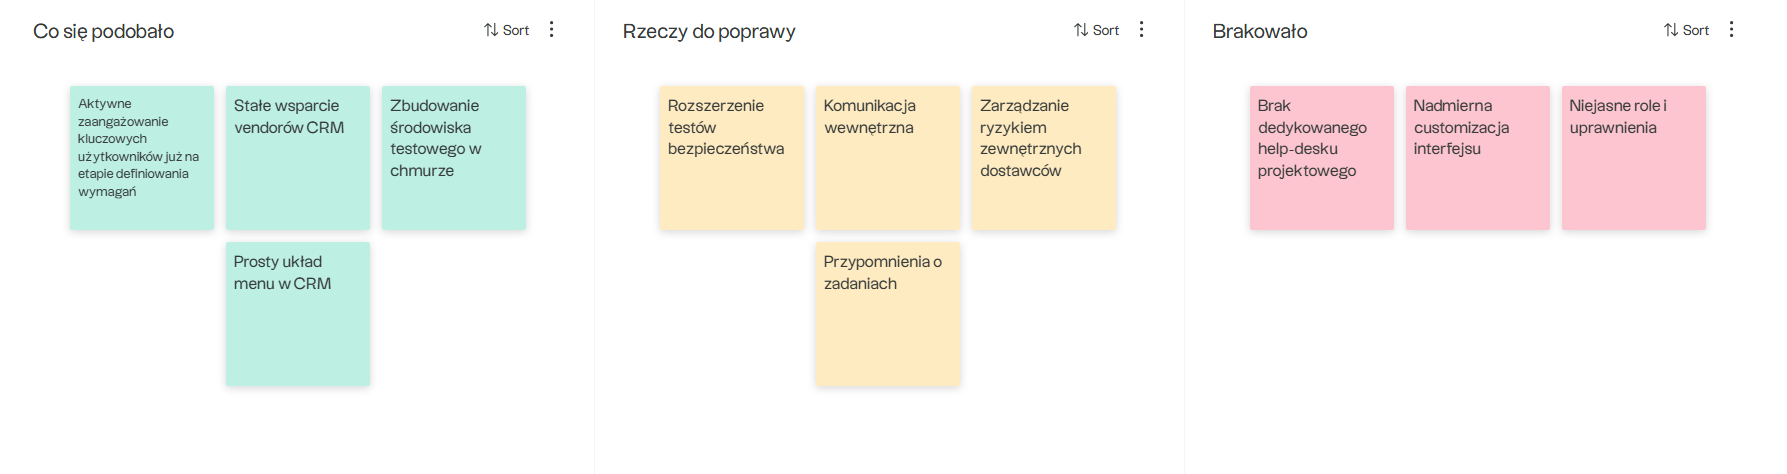 Co się podobało
Sort
Aktywne
zaangażowanie
kluczowych
użytkowników już na
etapie definiowania
wymagań
Stałe wsparcie
vendorów CRM
Zbudowanie
środowiska
testowego w
chmurze
Prosty układ
menu w CRM
Rzeczy do poprawy
Sort
Rozszerzenie
testów
bezpieczeństwa
Komunikacja
wewnętrzna
Zarządzanie
ryzykiem
zewnętrznych
dostawców
Przypomnienia o
zadaniach
Brakowało
Sort
Brak
dedykowanego
help-desku
projektowego
Nadmierna
customizacja
interfejsu
Niejasne role i
uprawnienia